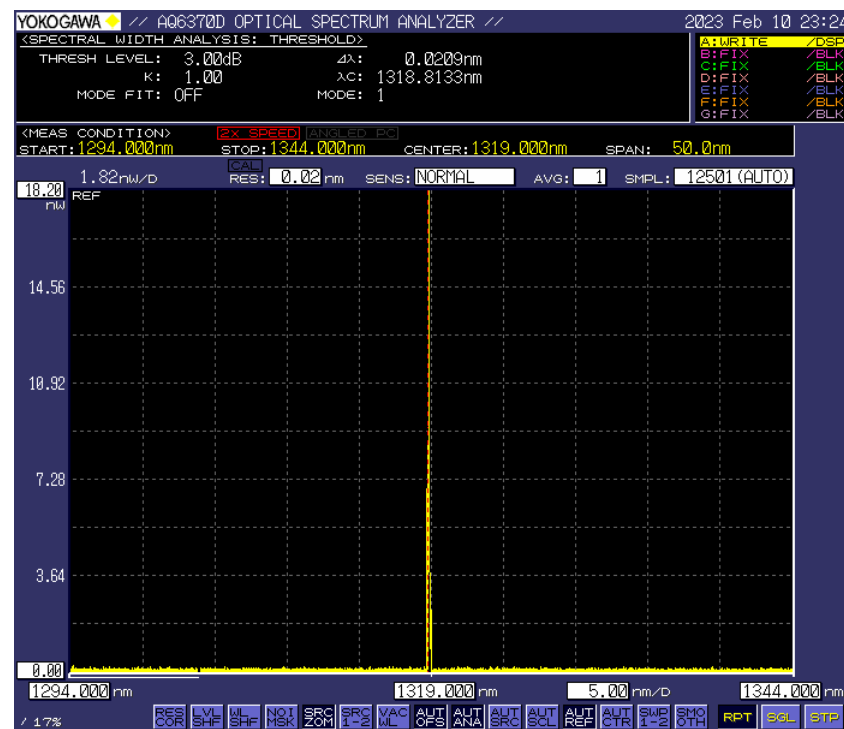 YOKOGAWA // AQ6370D OPTICAL SPECTRUM ANALYZER // 2023 Feb 10 23:24
<SPECTRAL WIDTH ANALYSIS: THRESHOLD>
THRESH LEVEL: 3.00dB Δλ: 0.0209nm
K: 1.00 λC: 1318.8133nm
MODE FIT: OFF MODE: 1
A:WRITE /DSP
B:FIX /BLK
C:FIX /BLK
D:FIX /BLK
E:FIX /BLK
F:FIX /BLK
G:FIX /BLK
<MEAS CONDITION> 2X SPEED ANGLED PC
START:1294.000nm STOP:1344.000nm CENTER:1319.000nm SPAN: 50.0nm
CAL
1.82nW/D RES: 0.02 nm SENS: NORMAL AVG: 1 SMPL: 12501(AUTO)
18.20
nW
REF
14.56
10.92
7.28
3.64
0.00
1294.000 nm 1319.000 nm 5.00 nm/D 1344.000 nm
/ 17%
RES COR
LVL SHF
WL SHF
NOI MSK
SRC ZOM
SRC 1-2
VAC WL
AUT OFS
AUT ANA
AUT SRC
AUT SCL
AUT REF
AUT CTR
SWP 1-2
SMO OTH
RPT
SGL
STP